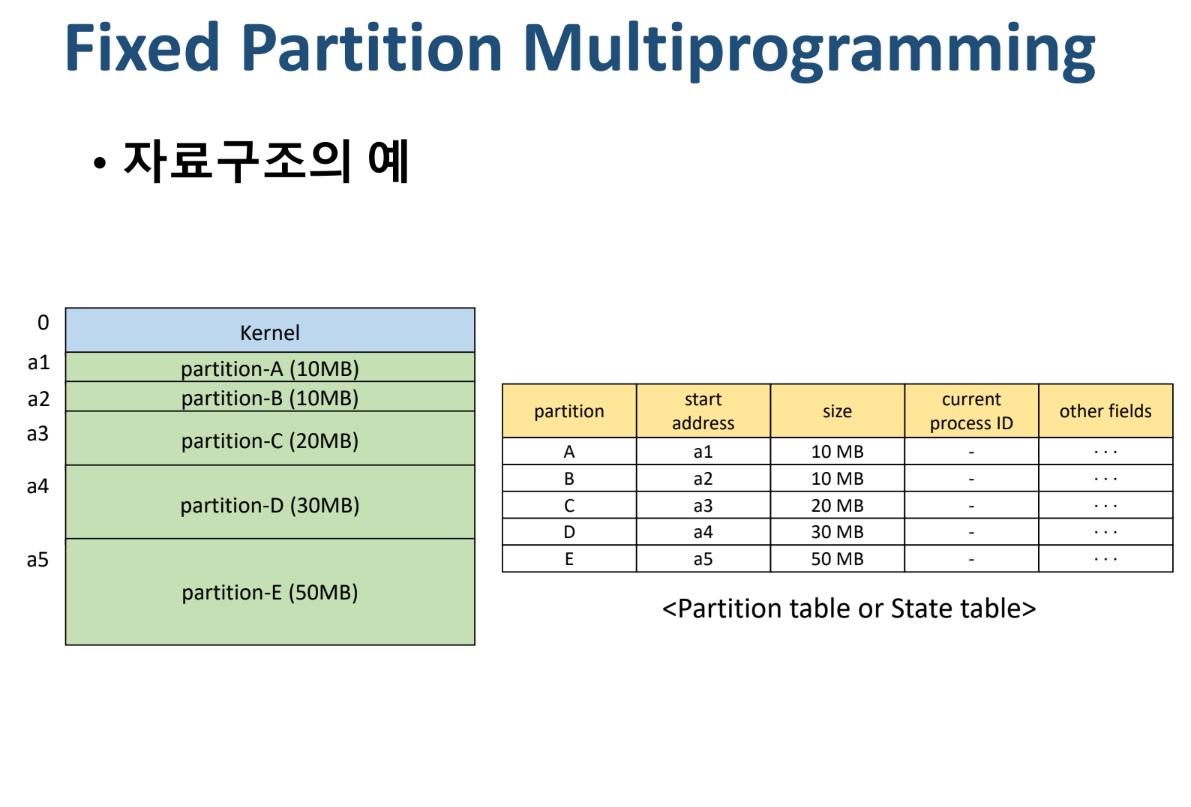 Fixed Partition Multiprogramming
• 자료구조의 예
0
Kernel
a1
partition-A (10MB)
a2
partition-B (10MB)
a3
partition-C (20MB)
a4
partition-D (30MB)
a5
partition-E (50MB)
partition start address size current process ID other fields
A a1 10 MB - · · ·
B a2 10 MB - · · ·
C a3 20 MB - · · ·
D a4 30 MB - · · ·
E a5 50 MB - · · ·
<Partition table or State table>